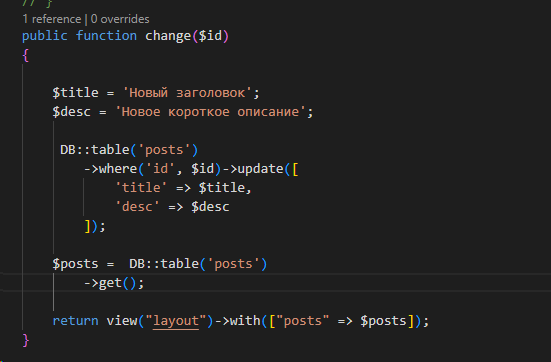 // }
1 reference | 0 overrides
public function change($id)
{
$title = 'Новый заголовок';
$desc = 'Новое короткое описание';
DB::table('posts')
->where('id', $id)->update([
'title' => $title,
'desc' => $desc
]);
$posts =  DB::table('posts')
->get();
return view("layout")->with(["posts" => $posts]);
}